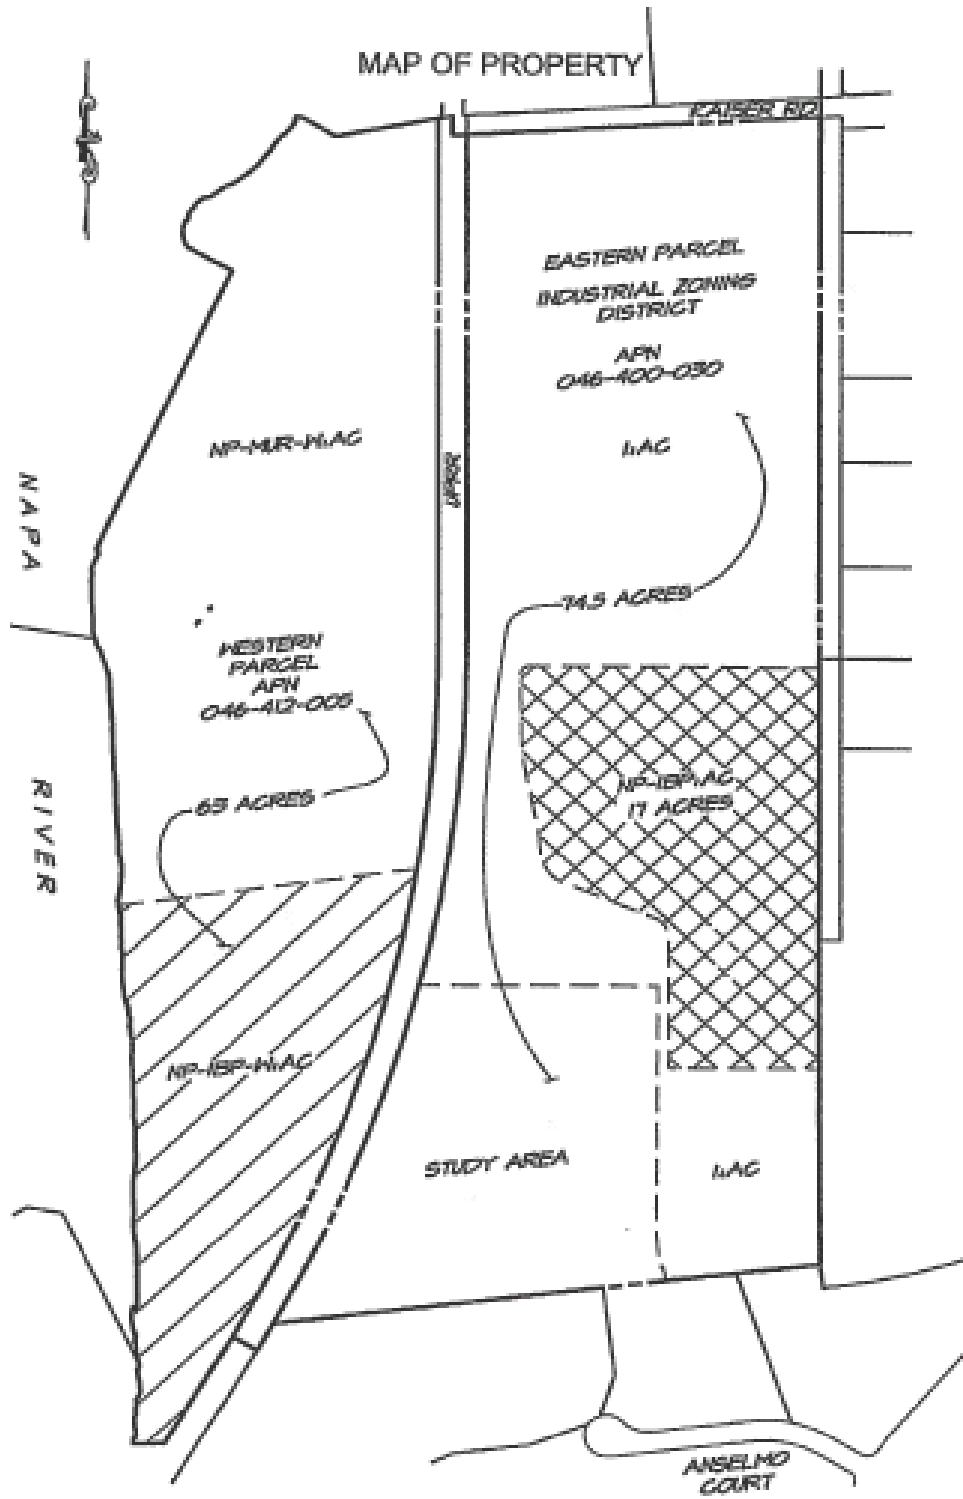 MAP OF PROPERTY
KAISER RD
EASTERN PARCEL
INDUSTRIAL ZONING
DISTRICT
APN
046-400-030
NP-MUR-W:AC
I:AC
UPRR
NAPA
74.5 ACRES
WESTERN
PARCEL
APN
046-412-005
NP-IBP:AC
17 ACRES
63 ACRES
RIVER
NP-IBP-W:AC
STUDY AREA
I:AC
ANSELMO
COURT